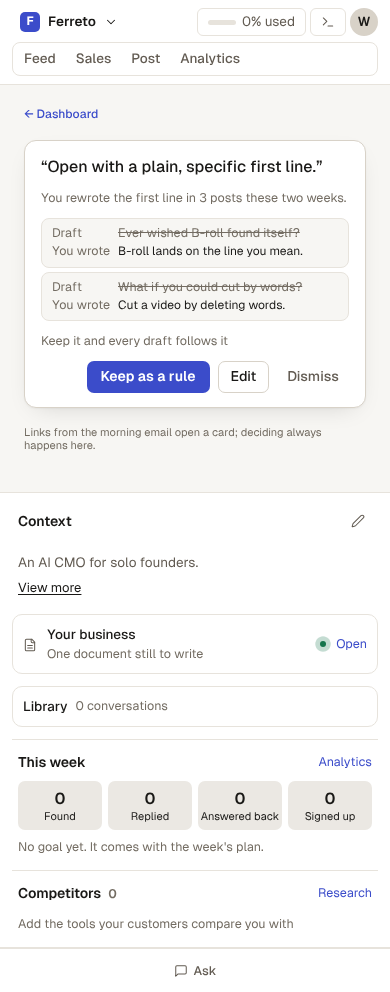 F Ferreto 0% used W
Feed Sales Post Analytics
← Dashboard
“Open with a plain, specific first line.”
You rewrote the first line in 3 posts these two weeks.
Draft Ever wished B-roll found itself?
You wrote B-roll lands on the line you mean.
Draft What if you could cut by words?
You wrote Cut a video by deleting words.
Keep it and every draft follows it
Keep as a rule Edit Dismiss
Links from the morning email open a card; deciding always
happens here.
Context
An AI CMO for solo founders.
View more
Your business
One document still to write
Open
Library 0 conversations
This week Analytics
0 0 0 0
Found Replied Answered back Signed up
No goal yet. It comes with the week's plan.
Competitors 0 Research
Add the tools your customers compare you with
Ask